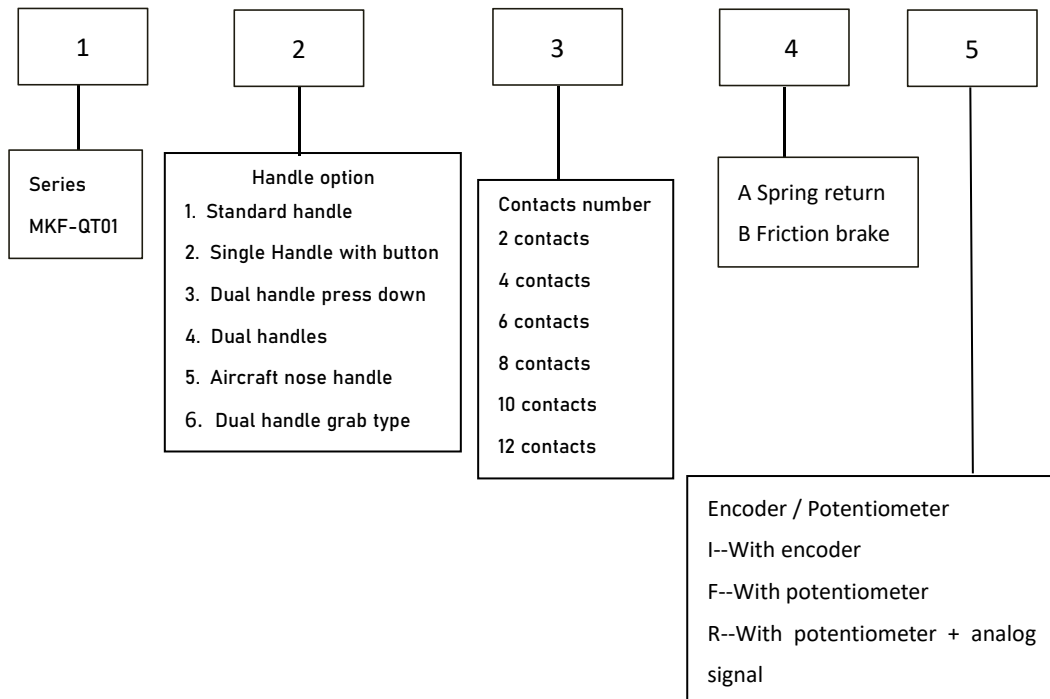 1
2
3
4
5
Series
MKF-QT01
Handle option
1. Standard handle
2. Single Handle with button
3. Dual handle press down
4. Dual handles
5. Aircraft nose handle
6. Dual handle grab type
Contacts number
2 contacts
4 contacts
6 contacts
8 contacts
10 contacts
12 contacts
A Spring return
B Friction brake
Encoder / Potentiometer
I--With encoder
F--With potentiometer
R--With potentiometer + analog
signal